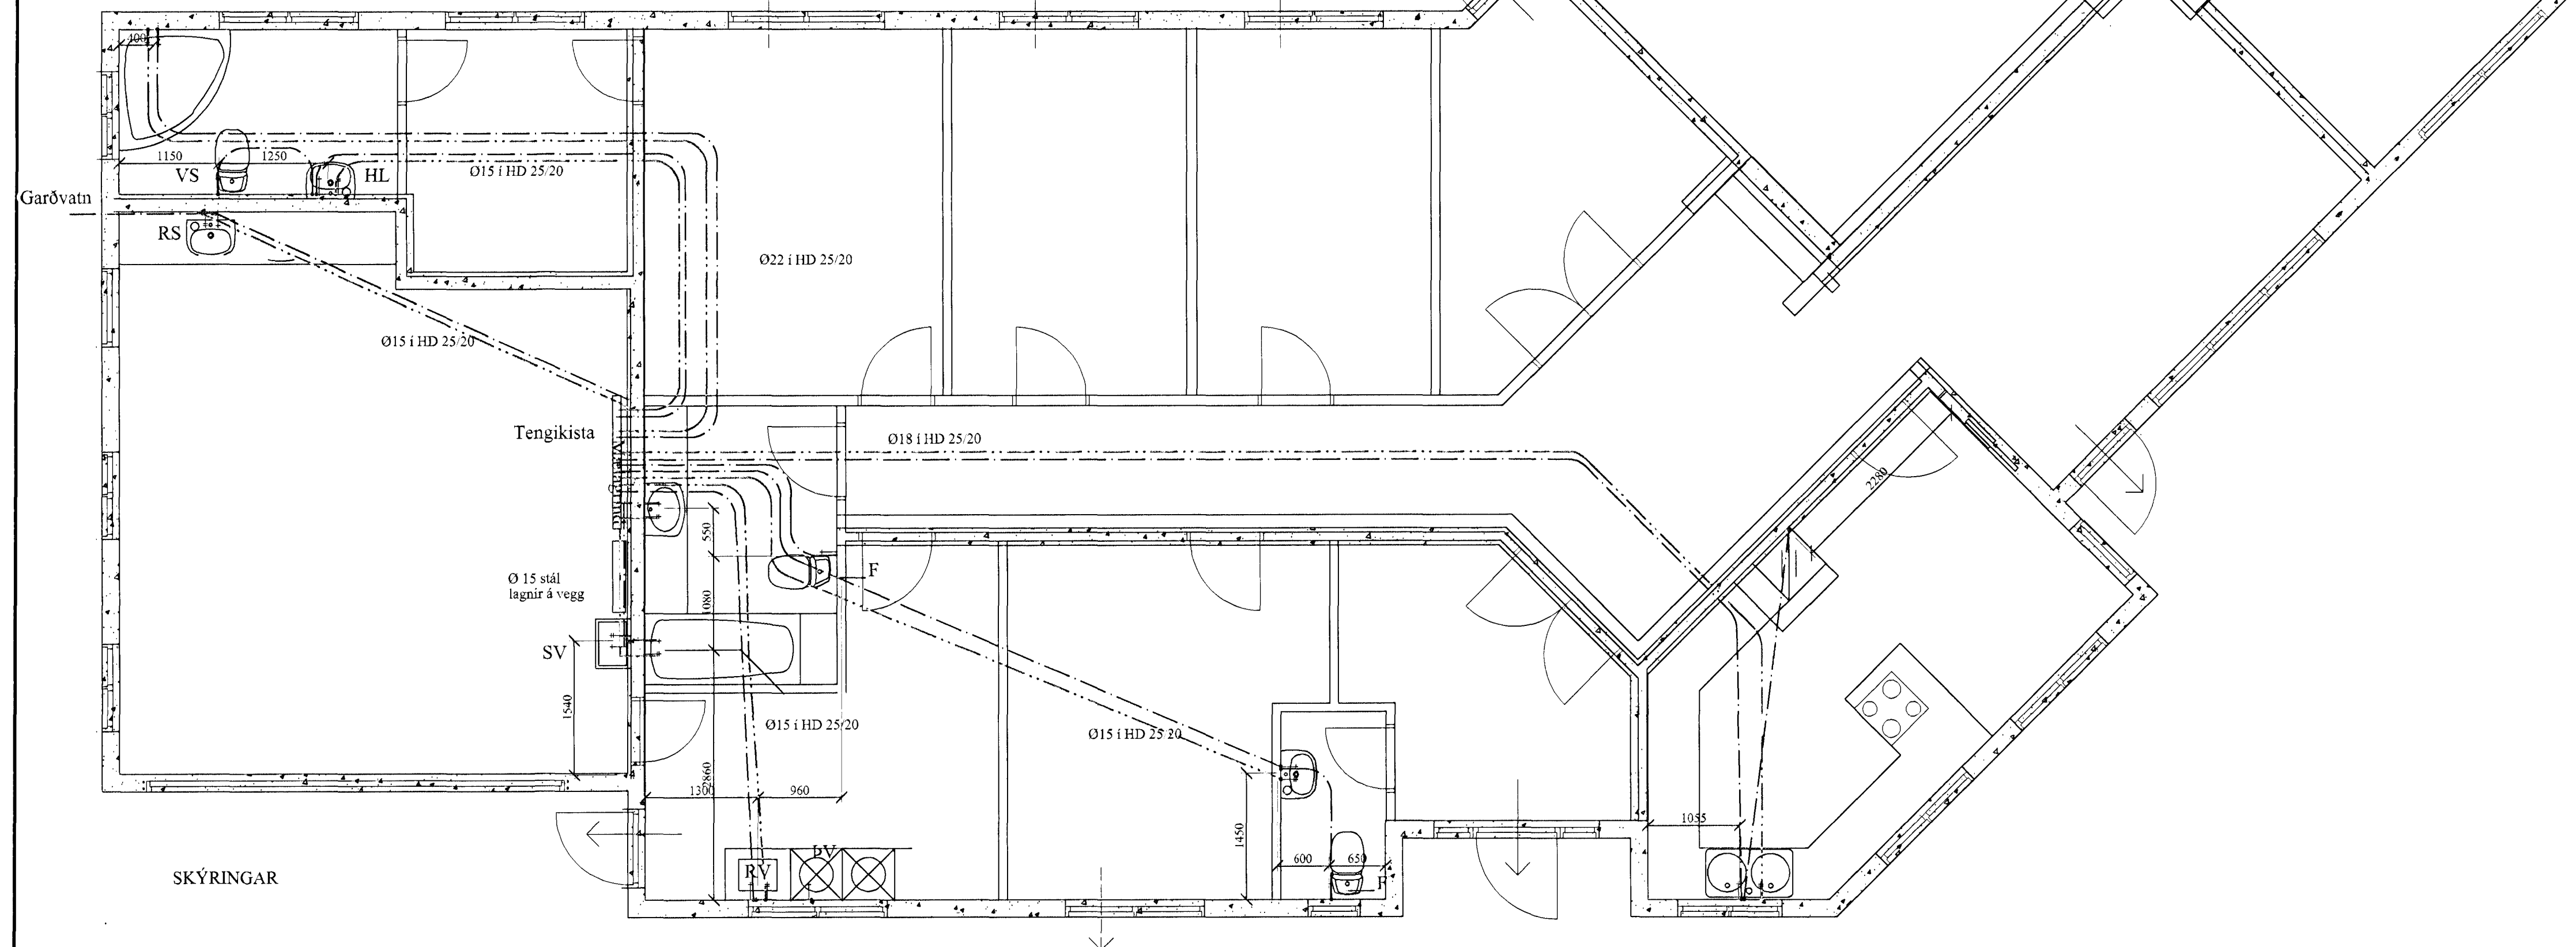 400
1150
1250
VS
HL
Ø15 í HD 25/20
Garðvatn
RS
Ø22 í HD 25/20
Ø15 í HD 25/20
Tengikista
Ø18 í HD 25/20
2280
550
Ø 15 stál
lagnir á vegg
F
1080
SV
1540
Ø15 í HD 25/20
Ø15 í HD 25 20
2860
1300
960
1450
1055
ÞV
RV
600
650
F
SKÝRINGAR